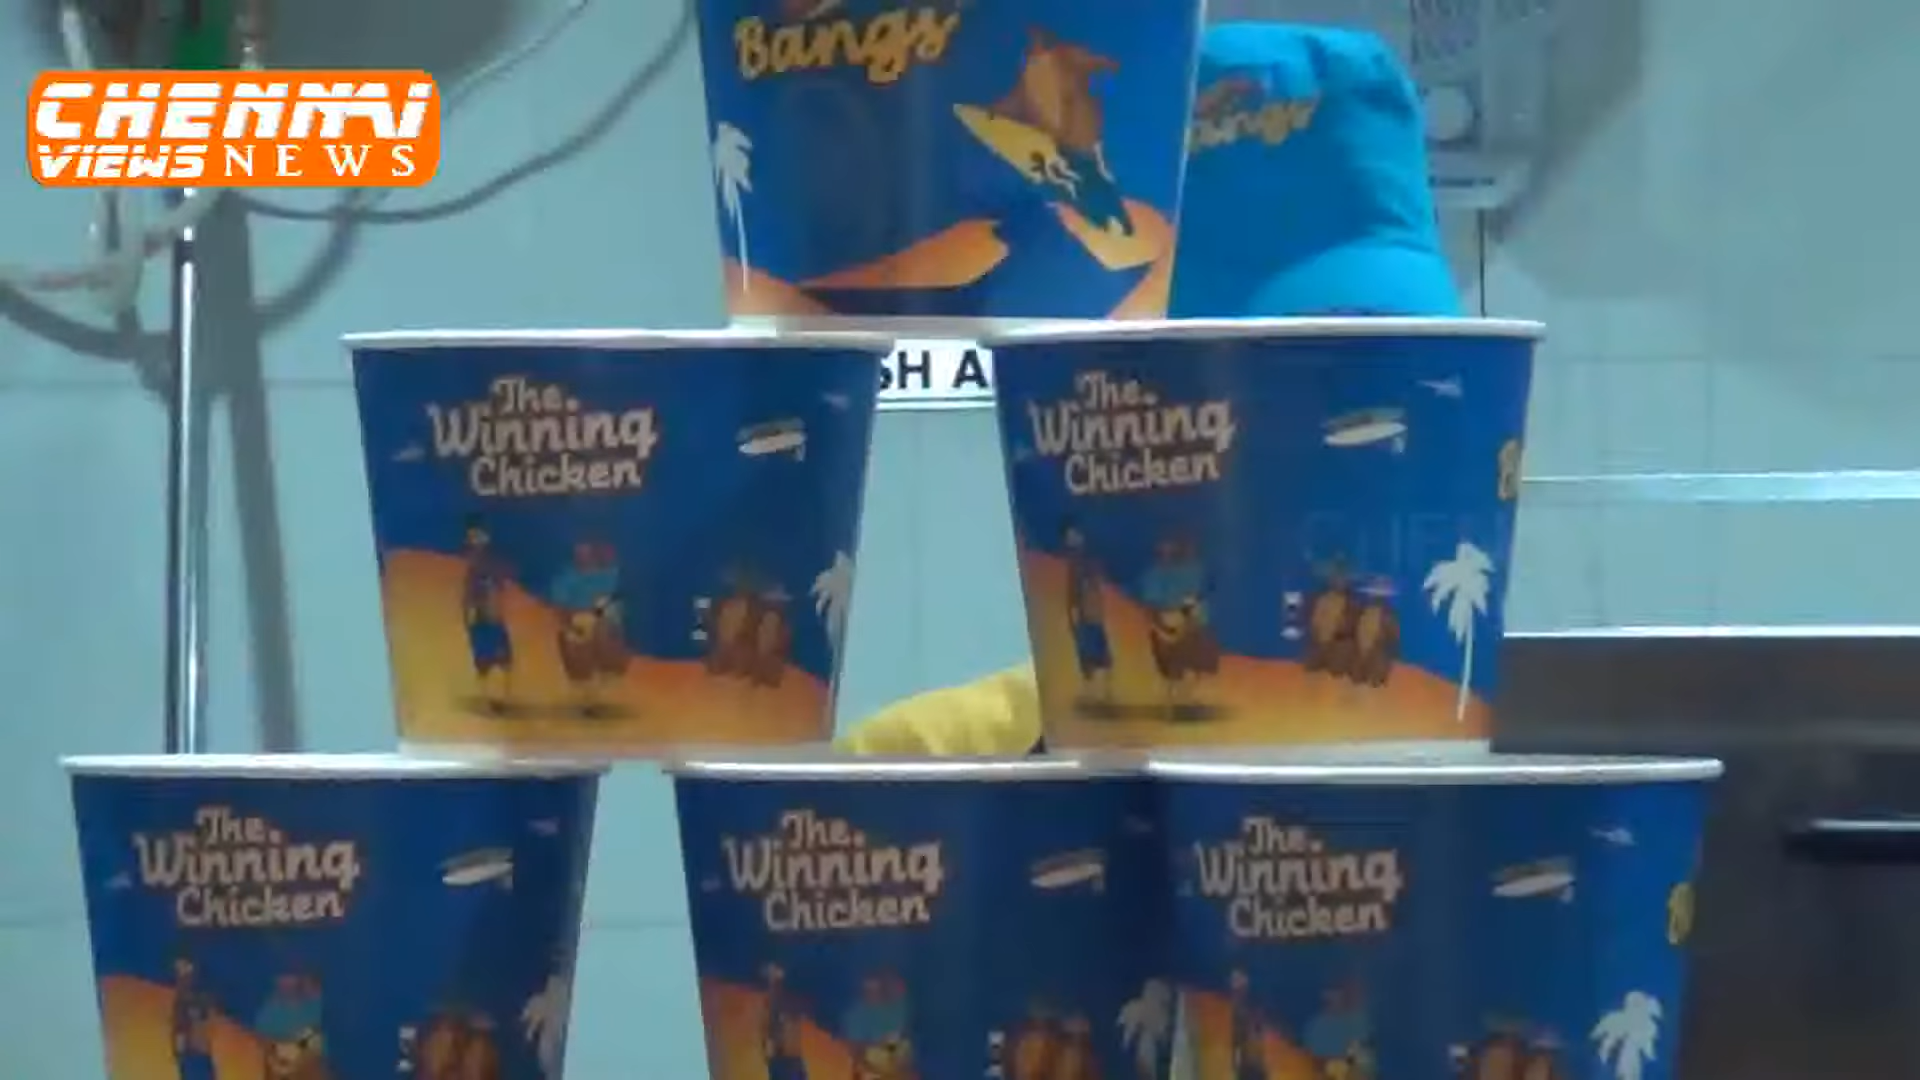 CHENNAI
VIEWS NEWS
Bangs
Bangs
SH A
The
Winning
Chicken
The
Winning
Chicken
The
Winning
Chicken
The
Winning
Chicken
The
Winning
Chicken